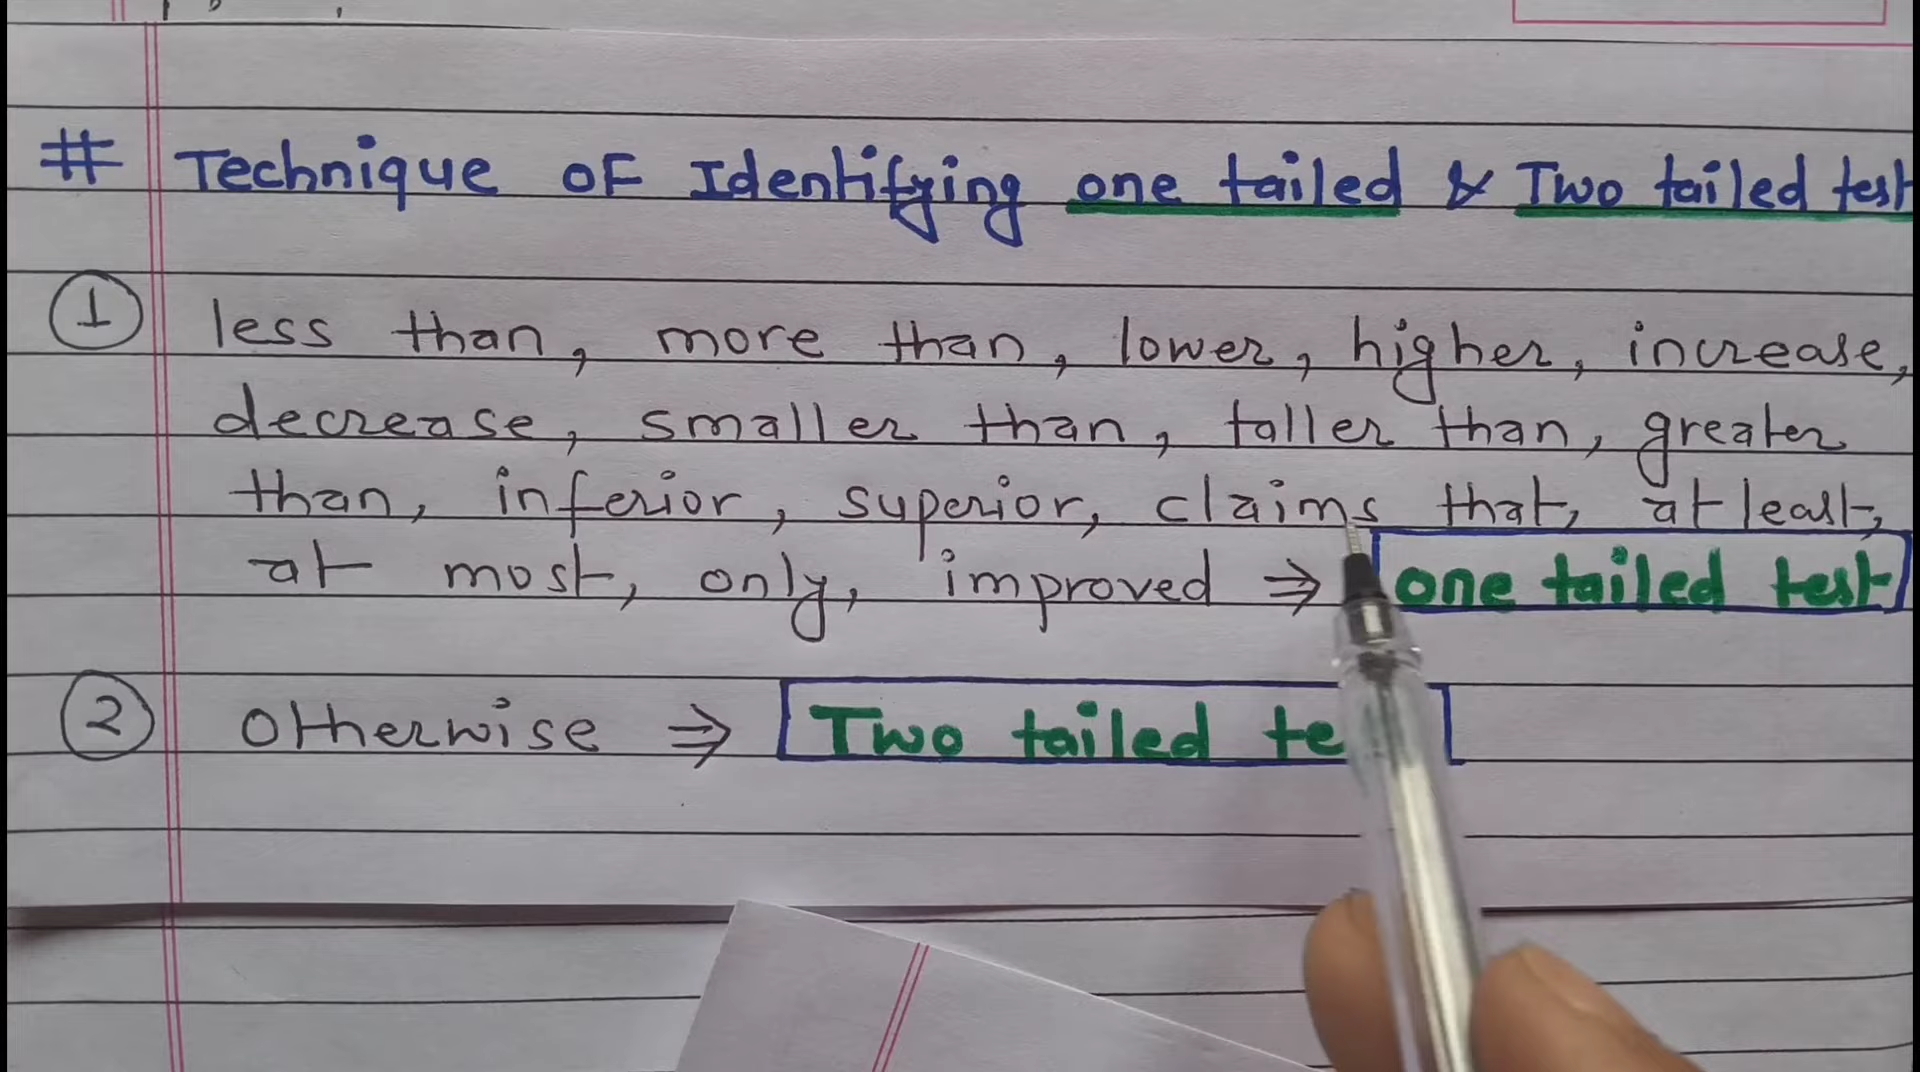 # Technique OF Identifying one tailed & Two tailed test
① less than, more than, lower, higher, increase,
decrease, smaller than, taller than, greater
than, inferior, superior, claims that, at least,
at most, only, improved ⇒ one tailed test
② Otherwise ⇒ Two tailed te